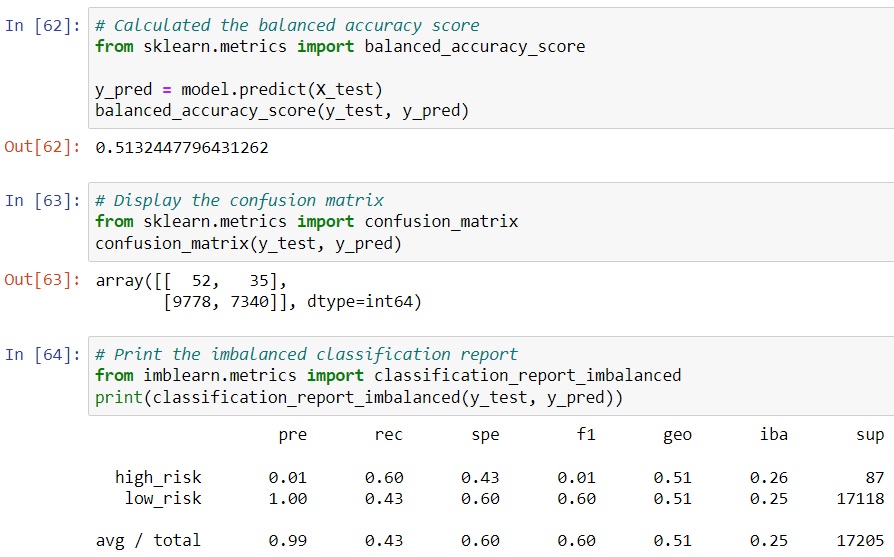 In [62]: # Calculated the balanced accuracy score
from sklearn.metrics import balanced_accuracy_score
y_pred = model.predict(X_test)
balanced_accuracy_score(y_test, y_pred)
Out[62]: 0.5132447796431262
In [63]: # Display the confusion matrix
from sklearn.metrics import confusion_matrix
confusion_matrix(y_test, y_pred)
Out[63]: array([[  52,   35],
[9778, 7340]], dtype=int64)
In [64]: # Print the imbalanced classification report
from imblearn.metrics import classification_report_imbalanced
print(classification_report_imbalanced(y_test, y_pred))
pre rec spe f1 geo iba sup
high_risk 0.01 0.60 0.43 0.01 0.51 0.26 87
low_risk 1.00 0.43 0.60 0.60 0.51 0.25 17118
avg / total 0.99 0.43 0.60 0.60 0.51 0.25 17205